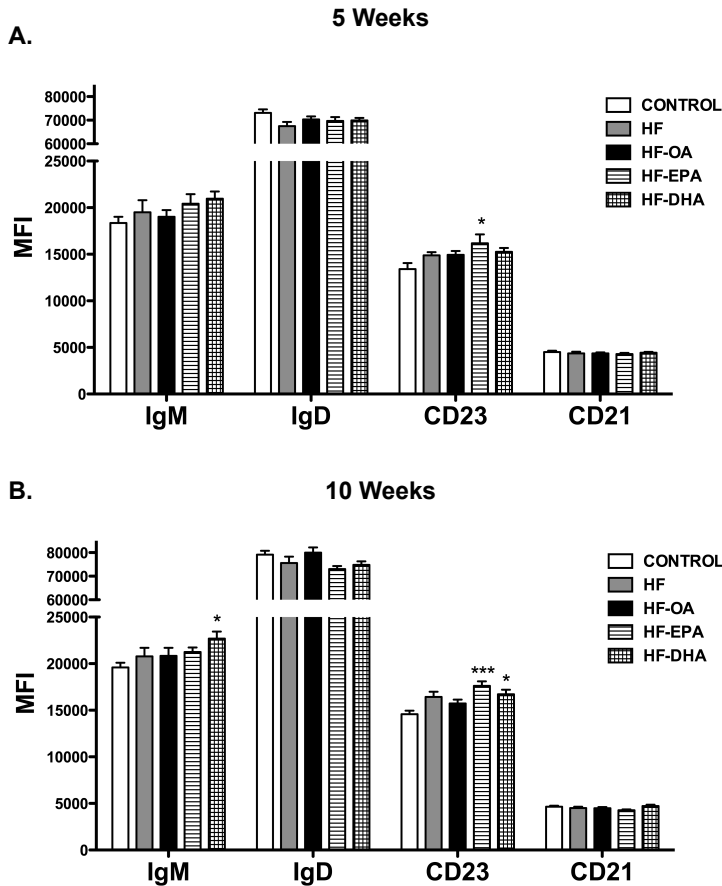 5 Weeks
A.
80000
70000
60000
25000
20000
15000
10000
5000
0
MFI
CONTROL
HF
HF-OA
HF-EPA
HF-DHA
*
IgM IgD CD23 CD21
B. 10 Weeks
80000
70000
60000
25000
20000
15000
10000
5000
0
MFI
CONTROL
HF
HF-OA
HF-EPA
HF-DHA
*
*** *
IgM IgD CD23 CD21